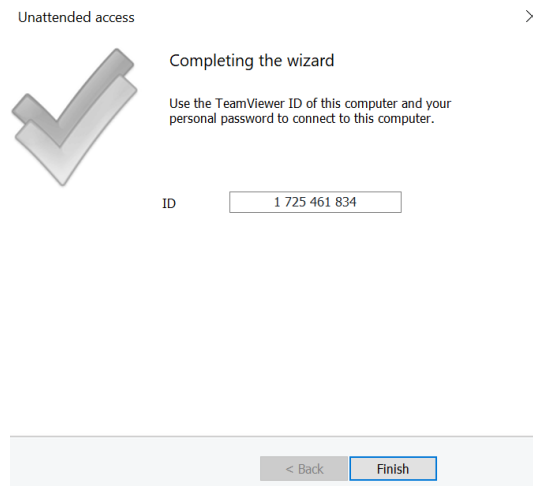 Unattended access
Completing the wizard
Use the TeamViewer ID of this computer and your
personal password to connect to this computer.
ID
1 725 461 834
< Back
Finish